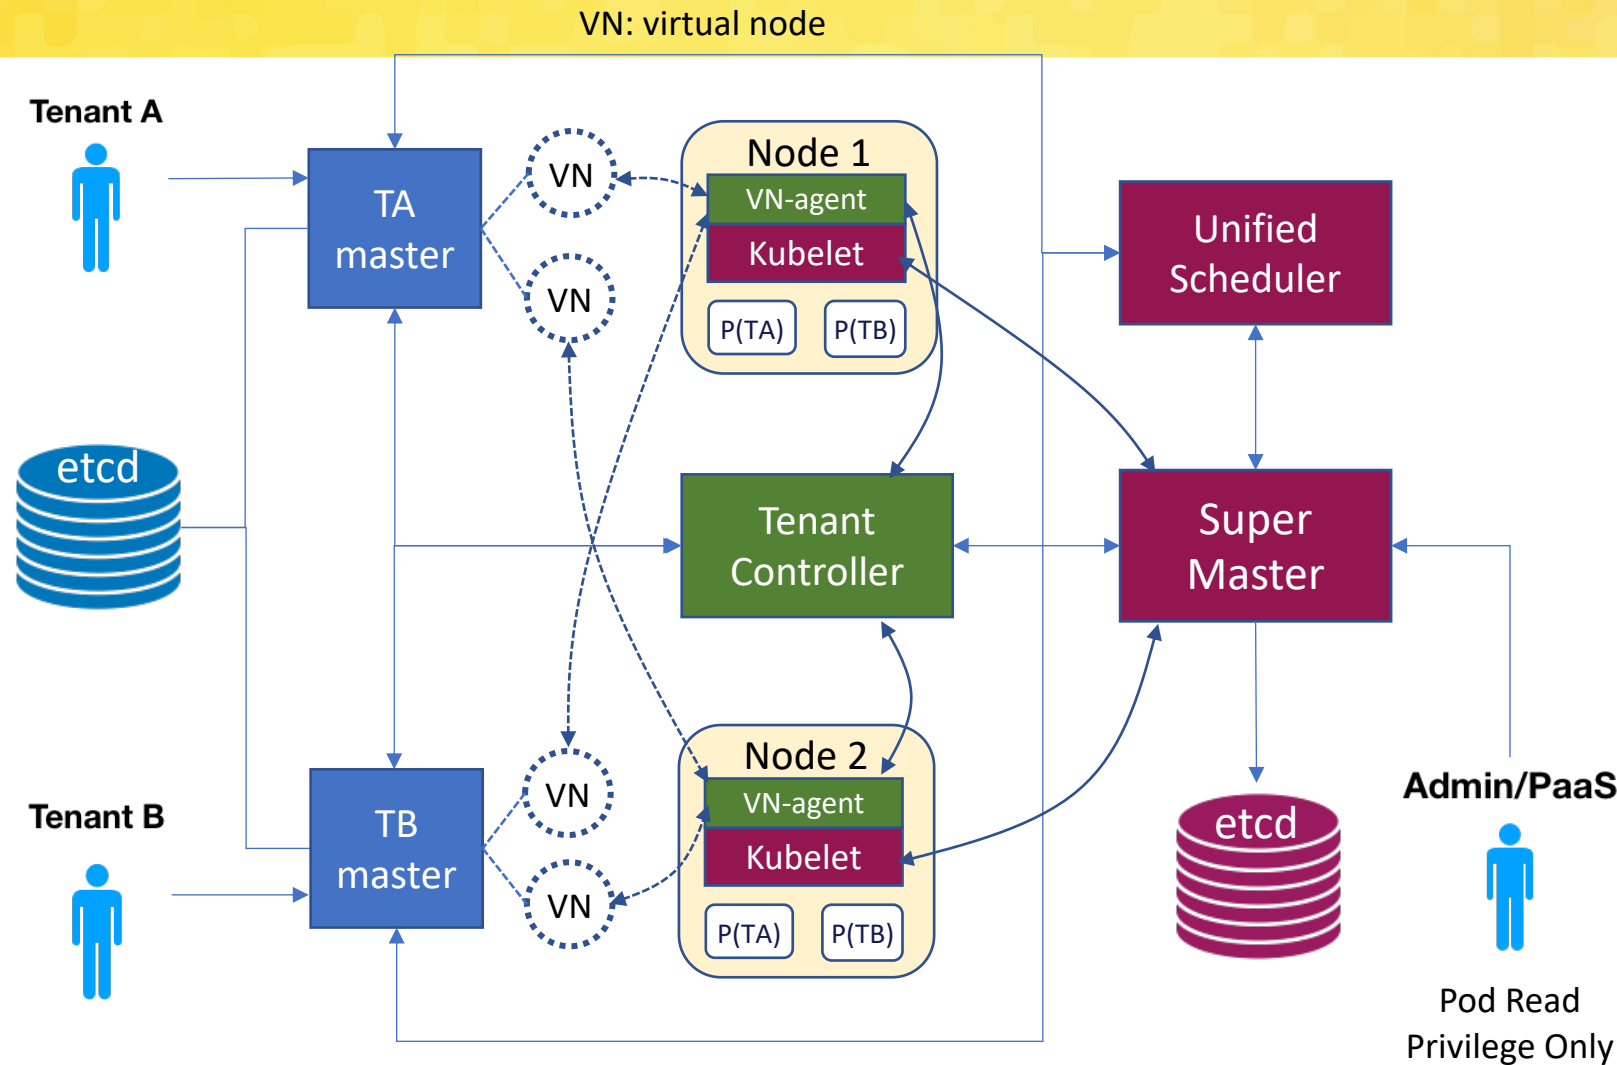 VN: virtual node
Tenant A
TA
master
VN
VN
Node 1
VN-agent
Kubelet
P(TA)
P(TB)
Unified
Scheduler
etcd
Tenant
Controller
Super
Master
Tenant B
TB
master
VN
VN
Node 2
VN-agent
Kubelet
P(TA)
P(TB)
etcd
Admin/PaaS
Pod Read
Privilege Only